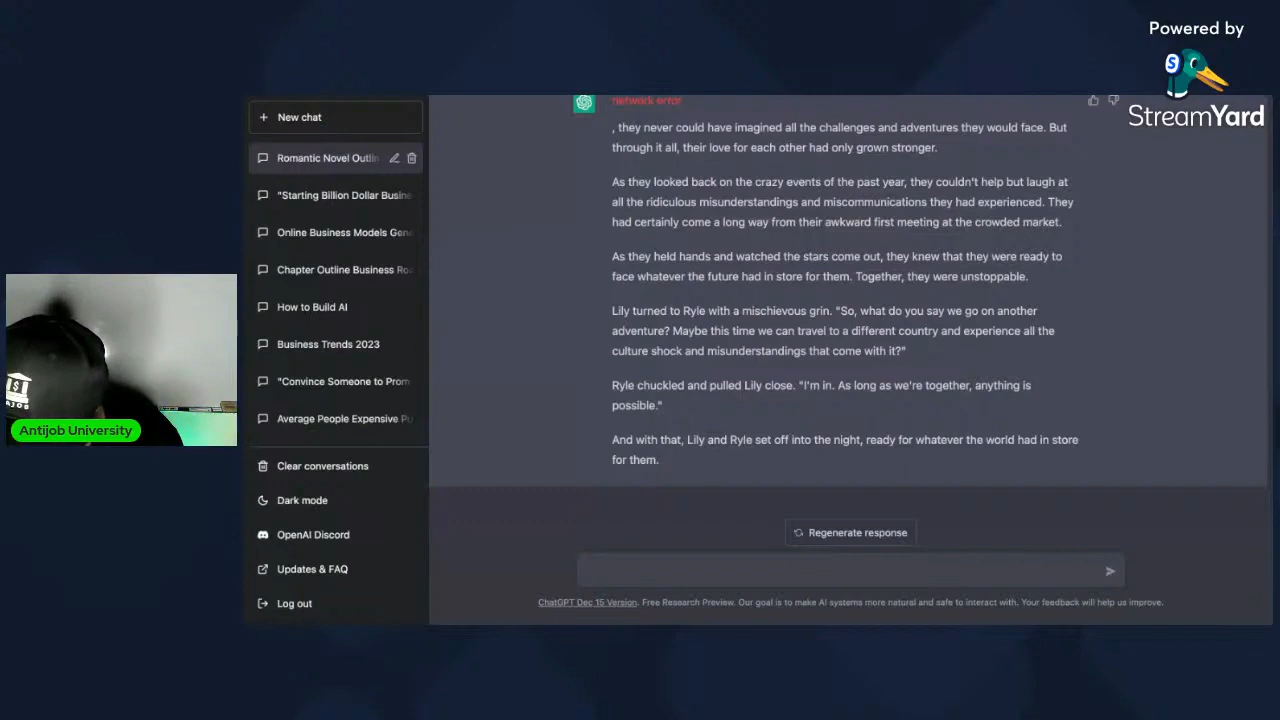 Powered by
S
StreamYard
New chat
Romantic Novel Outlin
"Starting Billion Dollar Busine
Online Business Models Gen
Chapter Outline Business Ro
How to Build AI
Business Trends 2023
"Convince Someone to Prom
Average People Expensive Pu
Clear conversations
Dark mode
OpenAI Discord
Updates & FAQ
Log out
network error
, they never could have imagined all the challenges and adventures they would face. But
through it all, their love for each other had only grown stronger.
As they looked back on the crazy events of the past year, they couldn't help but laugh at
all the ridiculous misunderstandings and miscommunications they had experienced. They
had certainly come a long way from their awkward first meeting at the crowded market.
As they held hands and watched the stars come out, they knew that they were ready to
face whatever the future had in store for them. Together, they were unstoppable.
Lily turned to Ryle with a mischievous grin. "So, what do you say we go on another
adventure? Maybe this time we can travel to a different country and experience all the
culture shock and misunderstandings that come with it?"
Ryle chuckled and pulled Lily close. "I'm in. As long as we're together, anything is
possible."
And with that, Lily and Ryle set off into the night, ready for whatever the world had in store
for them.
Regenerate response
ChatGPT Dec 15 Version. Free Research Preview. Our goal is to make AI systems more natural and safe to interact with. Your feedback will help us improve.
$
Antijob University